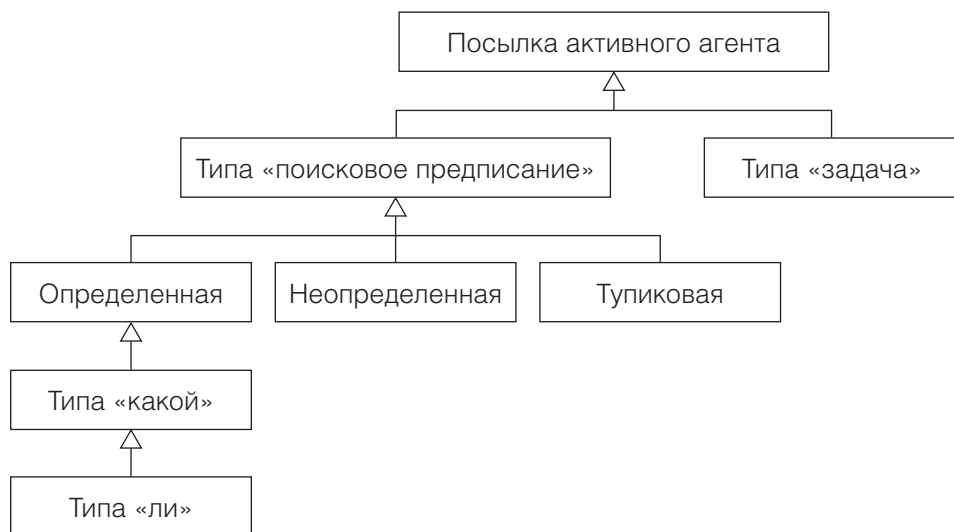 Посылка активного агента
Типа «поисковое предписание»
Типа «задача»
Определенная
Неопределенная
Тупиковая
Типа «какой»
Типа «ли»